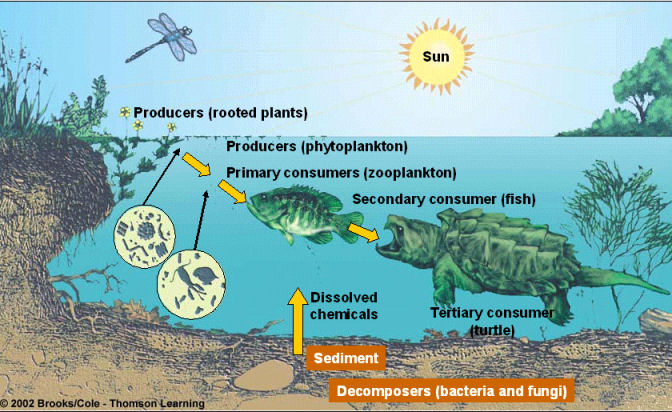 Sun
Producers (rooted plants)
Producers (phytoplankton)
Primary consumers (zooplankton)
Secondary consumer (fish)
Dissolved
chemicals
Tertiary consumer
(turtle)
Sediment
Decomposers (bacteria and fungi)
© 2002 Brooks/Cole - Thomson Learning